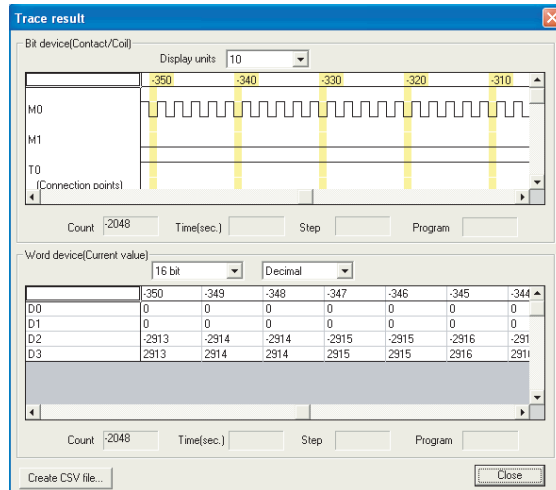 Trace result
Bit device(Contact/Coil)
Display units 10
-350 -340 -330 -320 -310
M0
M1
T0
(Connection points)
Count -2048 Time(sec.) Step Program
Word device(Current value)
16 bit Decimal
-350 -349 -348 -347 -346 -345 -344
D0 0 0 0 0 0 0 0
D1 0 0 0 0 0 0 0
D2 -2913 -2914 -2914 -2915 -2915 -2916 -291
D3 2913 2914 2914 2915 2915 2916 291
Count -2048 Time(sec.) Step Program
Create CSV file... Close